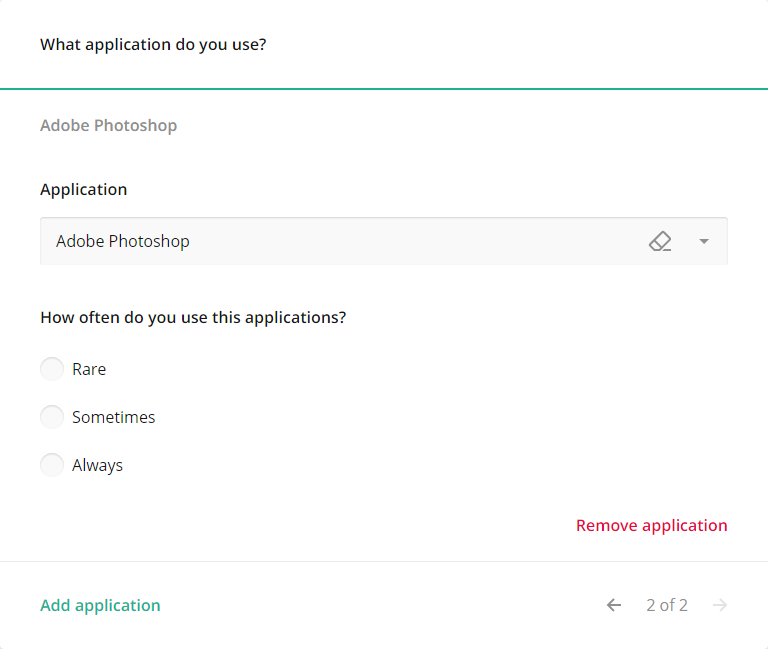 What application do you use?
Adobe Photoshop
Application
Adobe Photoshop
How often do you use this applications?
Rare
Sometimes
Always
Remove application
Add application
2 of 2